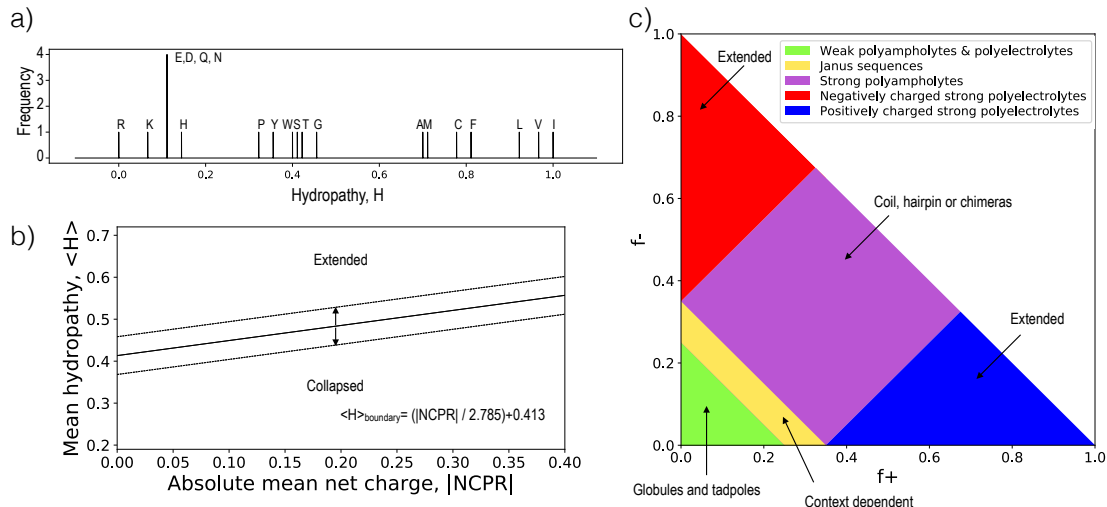 a)
Frequency
4
3
2
1
0
E,D, Q, N
R K H P Y W S T G A M C F L V I
0.0 0.2 0.4 0.6 0.8 1.0
Hydropathy, H
b)
Mean hydropathy, <H>
0.7
0.6
0.5
0.4
0.3
0.2
Extended
Collapsed
<H>boundary= (|NCPR| / 2.785)+0.413
0.00 0.05 0.10 0.15 0.20 0.25 0.30 0.35 0.40
Absolute mean net charge, |NCPR|
c)
f-
1.0
0.8
0.6
0.4
0.2
0.0
Weak polyampholytes & polyelectrolytes
Janus sequences
Strong polyampholytes
Negatively charged strong polyelectrolytes
Positively charged strong polyelectrolytes
Extended
Coil, hairpin or chimeras
Extended
0.0 0.2 0.4 0.6 0.8 1.0
f+
Globules and tadpoles
Context dependent